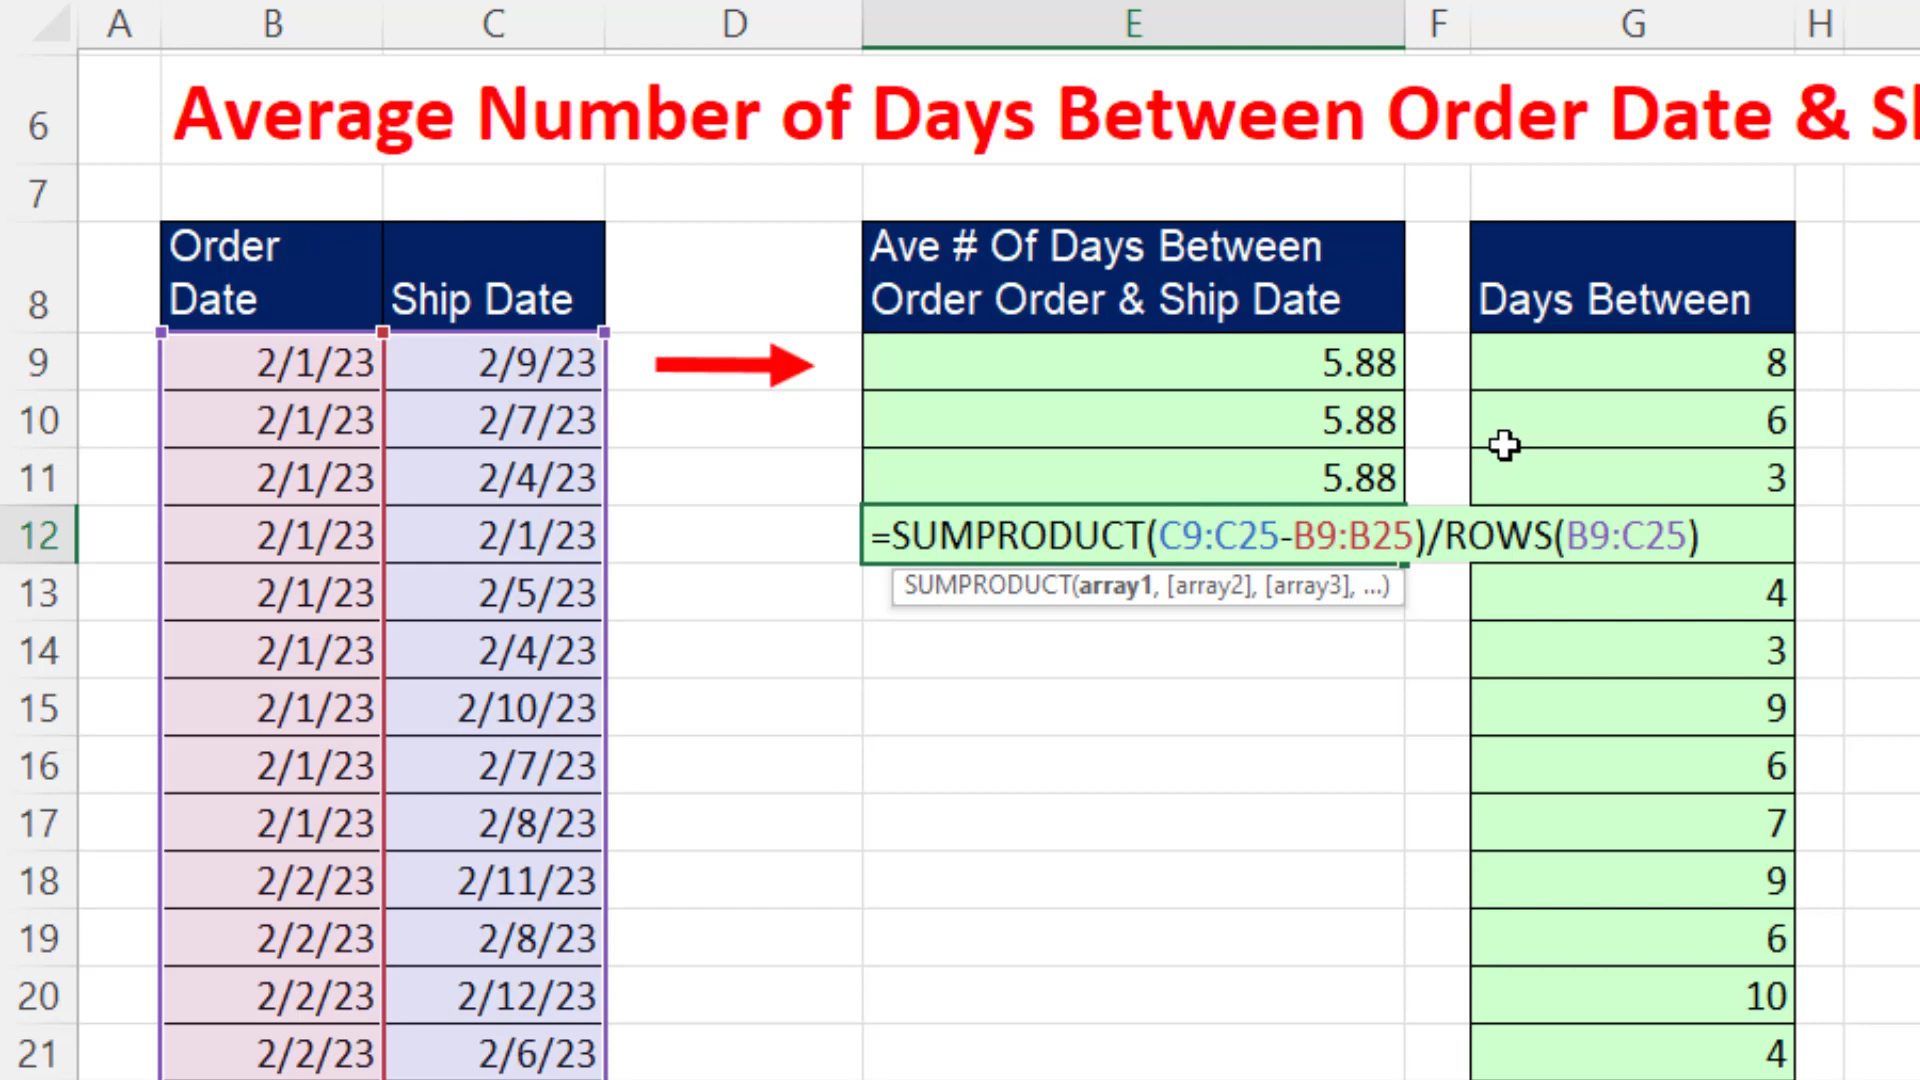 A B C D E F G H
6 Average Number of Days Between Order Date &
7
Order Ave # Of Days Between
8 Date Ship Date Order Order & Ship Date Days Between
9 2/1/23 2/9/23 5.88 8
10 2/1/23 2/7/23 5.88 6
11 2/1/23 2/4/23 5.88 3
12 2/1/23 2/1/23 =SUMPRODUCT(C9:C25-B9:B25)/ROWS(B9:C25)
SUMPRODUCT(array1, [array2], [array3], ...)
13 2/1/23 2/5/23 4
14 2/1/23 2/4/23 3
15 2/1/23 2/10/23 9
16 2/1/23 2/7/23 6
17 2/1/23 2/8/23 7
18 2/2/23 2/11/23 9
19 2/2/23 2/8/23 6
20 2/2/23 2/12/23 10
21 2/2/23 2/6/23 4